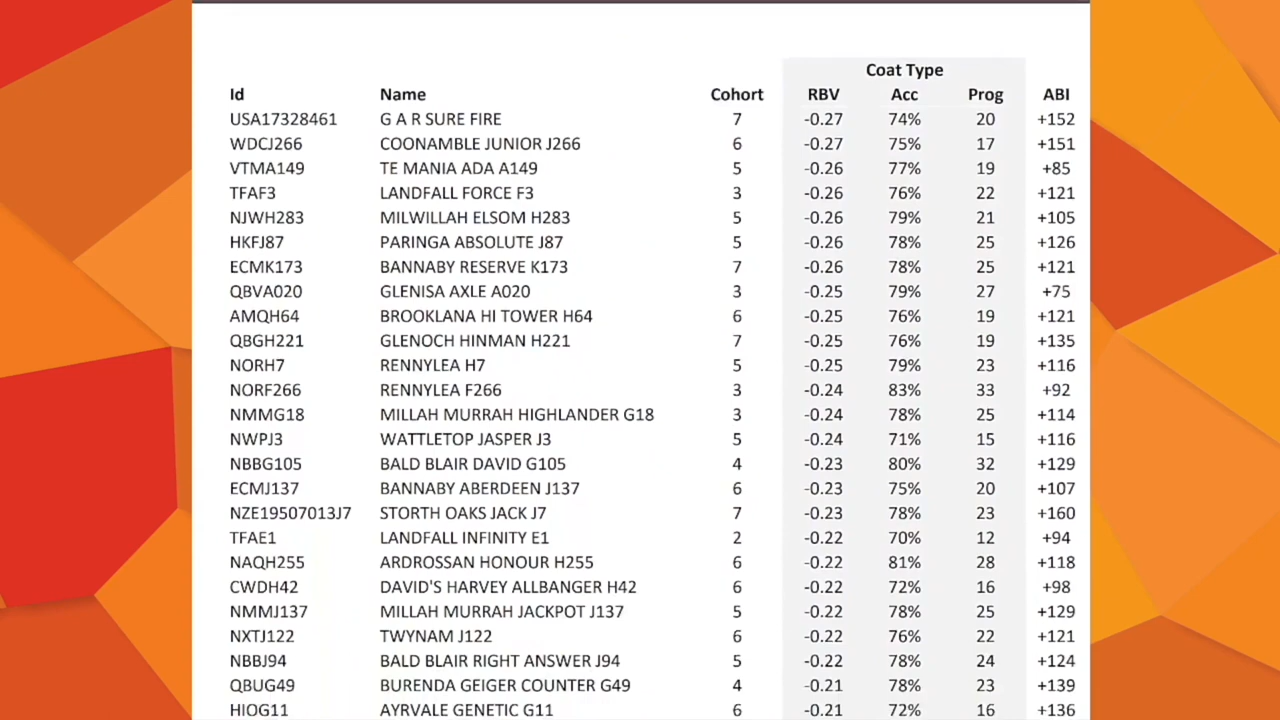 Coat Type
Id Name Cohort RBV Acc Prog ABI
USA17328461 G A R SURE FIRE 7 -0.27 74% 20 +152
WDCJ266 COONAMBLE JUNIOR J266 6 -0.27 75% 17 +151
VTMA149 TE MANIA ADA A149 5 -0.26 77% 19 +85
TFAF3 LANDFALL FORCE F3 3 -0.26 76% 22 +121
NJWH283 MILWILLAH ELSOM H283 5 -0.26 79% 21 +105
HKFJ87 PARINGA ABSOLUTE J87 5 -0.26 78% 25 +126
ECMK173 BANNABY RESERVE K173 7 -0.26 78% 25 +121
QBVA020 GLENISA AXLE A020 3 -0.25 79% 27 +75
AMQH64 BROOKLANA HI TOWER H64 6 -0.25 76% 19 +121
QBGH221 GLENOCH HINMAN H221 7 -0.25 76% 19 +135
NORH7 RENNYLEA H7 5 -0.25 79% 23 +116
NORF266 RENNYLEA F266 3 -0.24 83% 33 +92
NMMG18 MILLAH MURRAH HIGHLANDER G18 3 -0.24 78% 25 +114
NWPJ3 WATTLETOP JASPER J3 5 -0.24 71% 15 +116
NBBG105 BALD BLAIR DAVID G105 4 -0.23 80% 32 +129
ECMJ137 BANNABY ABERDEEN J137 6 -0.23 75% 20 +107
NZE19507013J7 STORTH OAKS JACK J7 7 -0.23 78% 23 +160
TFAE1 LANDFALL INFINITY E1 2 -0.22 70% 12 +94
NAQH255 ARDROSSAN HONOUR H255 6 -0.22 81% 28 +118
CWDH42 DAVID'S HARVEY ALLBANGER H42 6 -0.22 72% 16 +98
NMMJ137 MILLAH MURRAH JACKPOT J137 5 -0.22 78% 25 +129
NXTJ122 TWYNAM J122 6 -0.22 76% 22 +121
NBBJ94 BALD BLAIR RIGHT ANSWER J94 5 -0.22 78% 24 +124
QBUG49 BURENDA GEIGER COUNTER G49 4 -0.21 78% 23 +139
HIOG11 AYRVALE GENETIC G11 6 -0.21 72% 16 +136